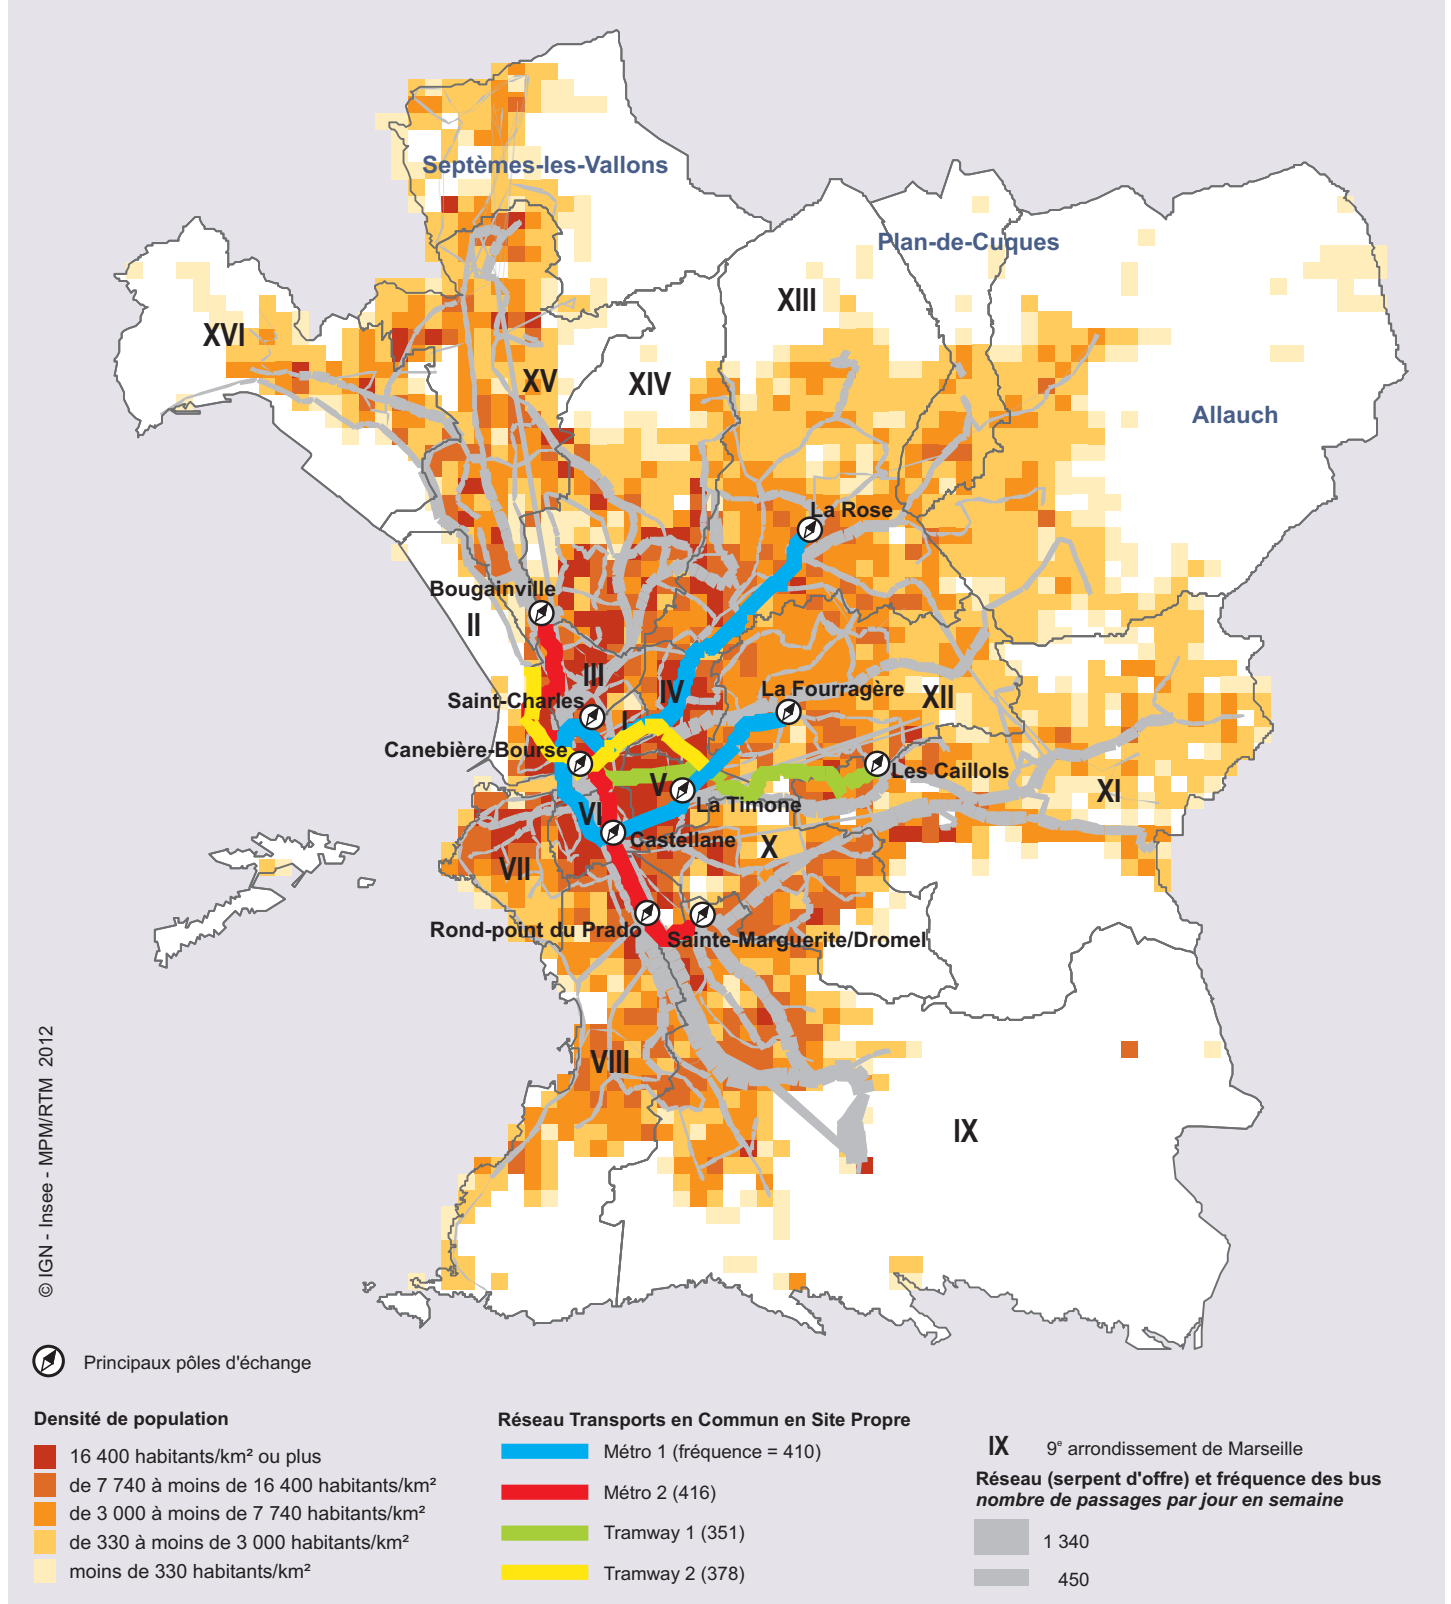 Septèmes-les-Vallons
Plan-de-Cuques
XIII
XVI
XV
XIV
Allauch
La Rose
Bougainville
II
III
IV
La Fourragère
XII
Saint-Charles
I
Canebière-Bourse
Les Caillols
V
XI
La Timone
VI
Castellane
X
VII
Rond-point du Prado
Sainte-Marguerite/Dromel
VIII
IX
© IGN - Insee - MPM/RTM 2012
Principaux pôles d'échange
Densité de population
16 400 habitants/km² ou plus
de 7 740 à moins de 16 400 habitants/km²
de 3 000 à moins de 7 740 habitants/km²
de 330 à moins de 3 000 habitants/km²
moins de 330 habitants/km²
Réseau Transports en Commun en Site Propre
Métro 1 (fréquence = 410)
Métro 2 (416)
Tramway 1 (351)
Tramway 2 (378)
IX 9e arrondissement de Marseille
Réseau (serpent d'offre) et fréquence des bus
nombre de passages par jour en semaine
1 340
450